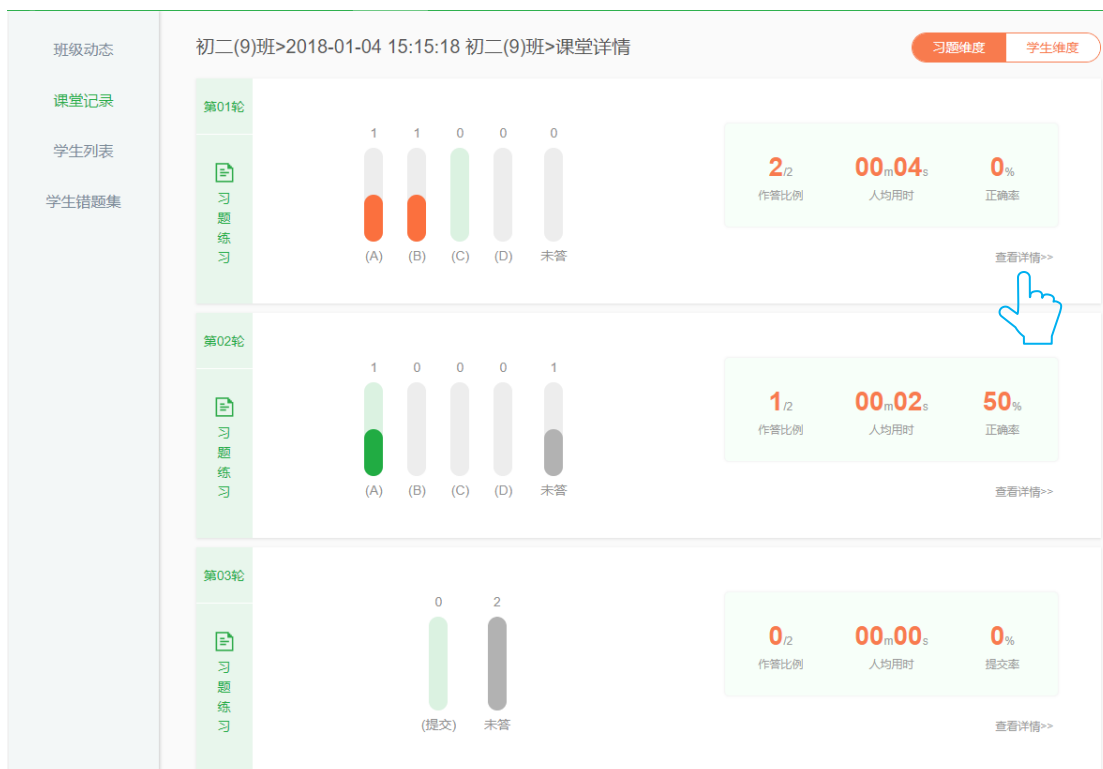 班级动态
课堂记录
学生列表
学生错题集
初二(9)班>2018-01-04 15:15:18 初二(9)班>课堂详情
习题维度 学生维度
第01轮
习题练习
1 1 0 0 0
(A) (B) (C) (D) 未答
2/2 00m04s 0%
作答比例 人均用时 正确率
查看详情>>
第02轮
习题练习
1 0 0 0 1
(A) (B) (C) (D) 未答
1/2 00m02s 50%
作答比例 人均用时 正确率
查看详情>>
第03轮
习题练习
0 2
(提交) 未答
0/2 00m00s 0%
作答比例 人均用时 提交率
查看详情>>